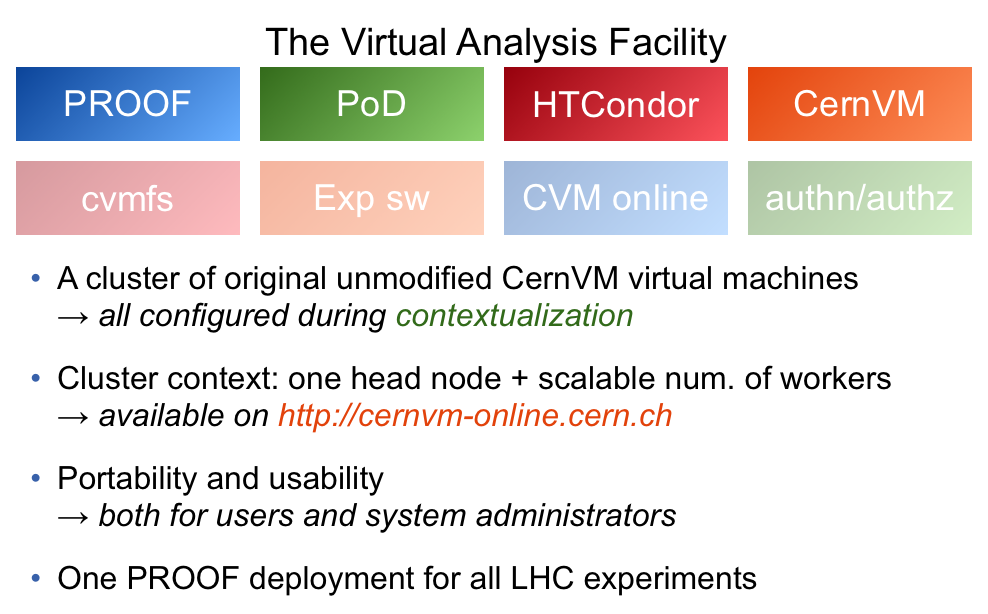 The Virtual Analysis Facility
PROOF PoD HTCondor CernVM
cvmfs Exp sw CVM online authn/authz
• A cluster of original unmodified CernVM virtual machines
→ all configured during contextualization
• Cluster context: one head node + scalable num. of workers
→ available on http://cernvm-online.cern.ch
• Portability and usability
→ both for users and system administrators
• One PROOF deployment for all LHC experiments